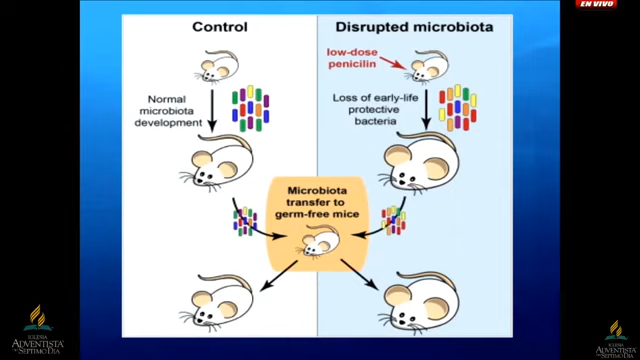 EN VIVO
Control
Disrupted microbiota
low-dose
penicilin
Normal
microbiota
development
Loss of early-life
protective
bacteria
Microbiota
transfer to
germ-free mice
IGLESIA
ADVENTISTA
DEL SÉPTIMO DÍA
IGLESIA
ADVENTISTA
DEL SÉPTIMO DÍA